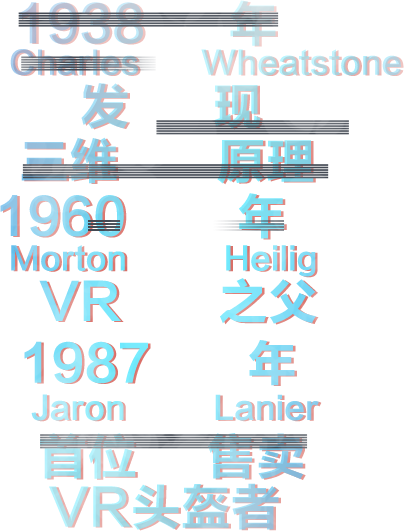 1938 年
Charles Wheatstone
发 现
三维 原理
1960 年
Morton Heilig
VR 之父
1987 年
Jaron Lanier
首位 售卖
VR头盔者